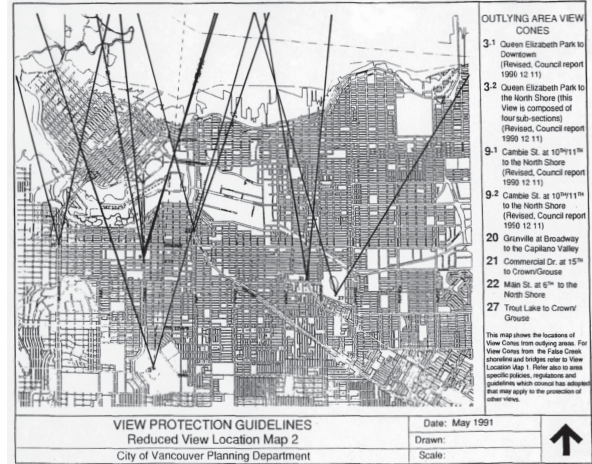 OUTLYING AREA VIEW
CONES
3.1 Queen Elizabeth Park to
Downtown
(Revised, Council report
1990 12 11)
3.2 Queen Elizabeth Park to
the North Shore (this
View is composed of
four sub-sections)
(Revised, Council report
1990 12 11)
9.1 Cambie St. at 10TH/11TH
to the North Shore
(Revised, Council report
1990 12 11)
9.2 Cambie St. at 10TH/11TH
to the North Shore
(Revised, Council report
1990 12 11)
20 Granville at Broadway
to the Capilano Valley
21 Commercial Dr. at 15TH
to Crown/Grouse
22 Main St. at 6TH to the
North Shore
27 Trout Lake to Crown/
Grouse
This map shows the locations of
View Cones from outlying areas. For
View Cones from the False Creek
shoreline and bridges refer to View
Location Map 1. Refer also to area
specific policies, regulations and
guidelines which council has adopted
that may apply to the protection of
other views.
VIEW PROTECTION GUIDELINES
Reduced View Location Map 2
City of Vancouver Planning Department
Date: May 1991
Drawn:
Scale: